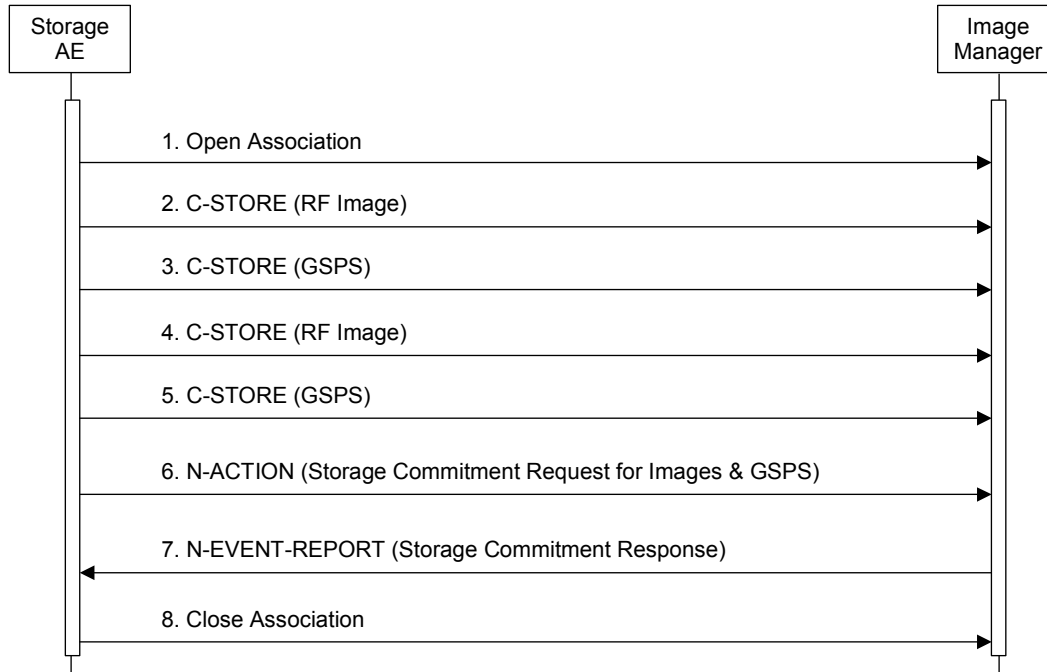 Storage
AE
Image
Manager
1. Open Association
2. C-STORE (RF Image)
3. C-STORE (GSPS)
4. C-STORE (RF Image)
5. C-STORE (GSPS)
6. N-ACTION (Storage Commitment Request for Images & GSPS)
7. N-EVENT-REPORT (Storage Commitment Response)
8. Close Association